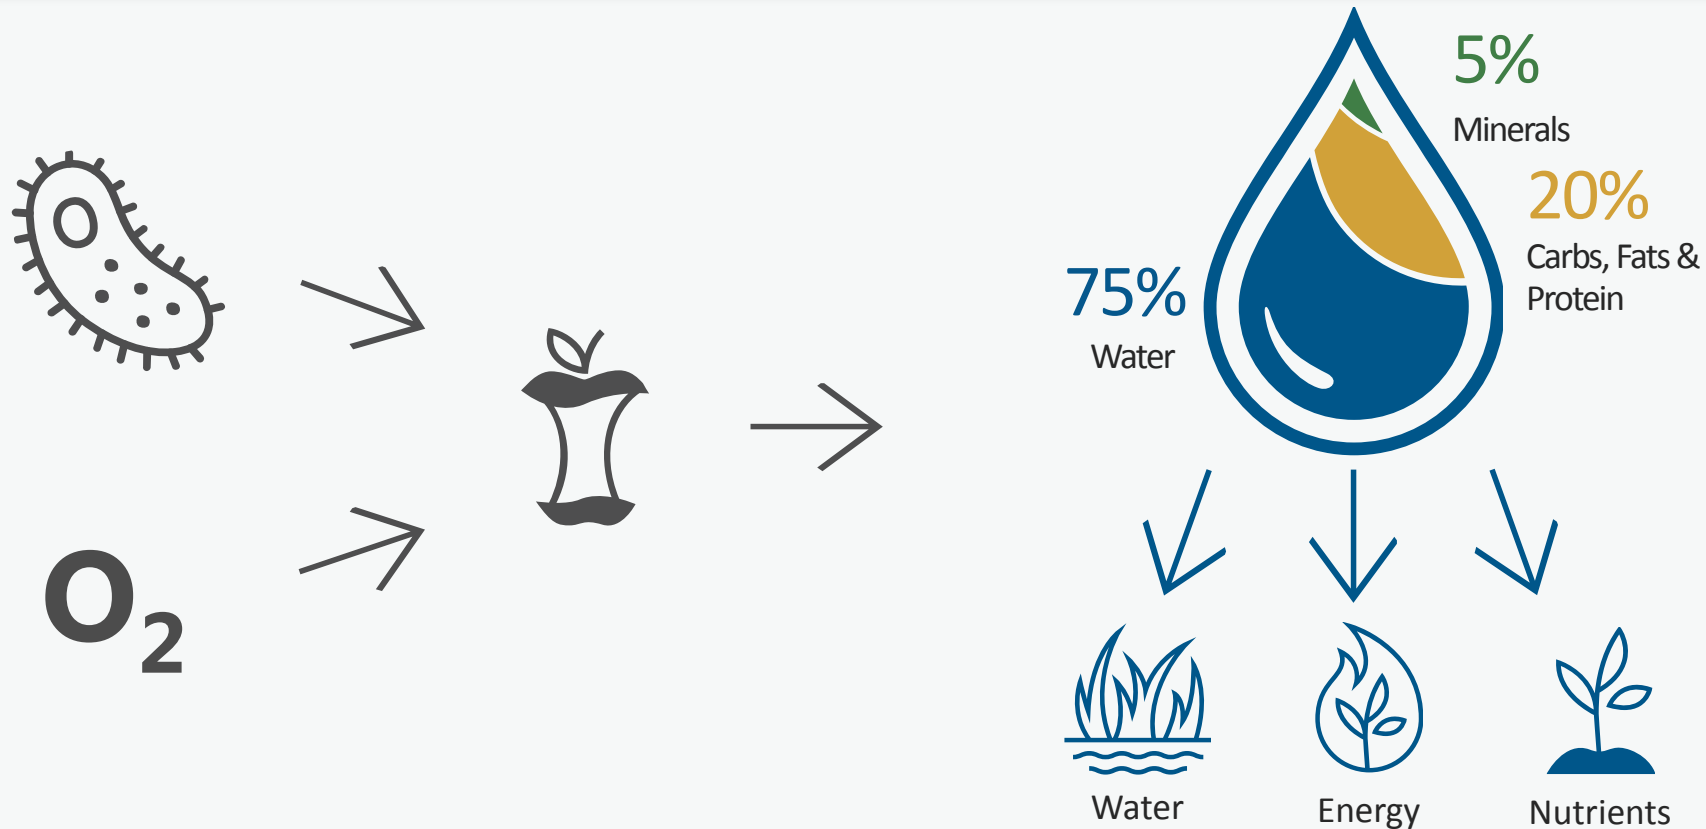 O₂
5%
Minerals
20%
Carbs, Fats &
Protein
75%
Water
Water
Energy
Nutrients